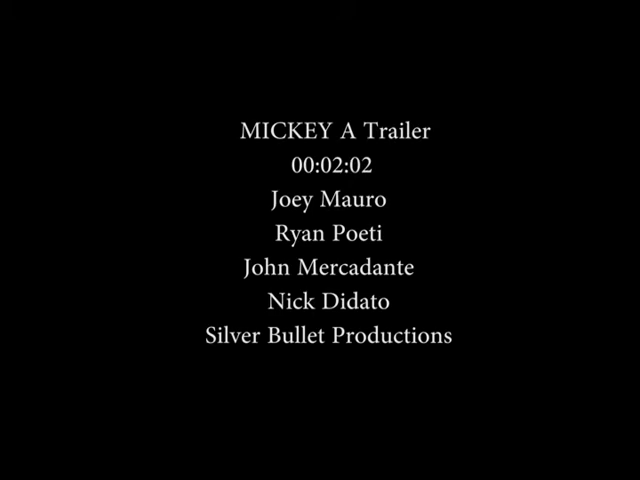 MICKEY A Trailer
00:02:02
Joey Mauro
Ryan Poeti
John Mercadante
Nick Didato
Silver Bullet Productions